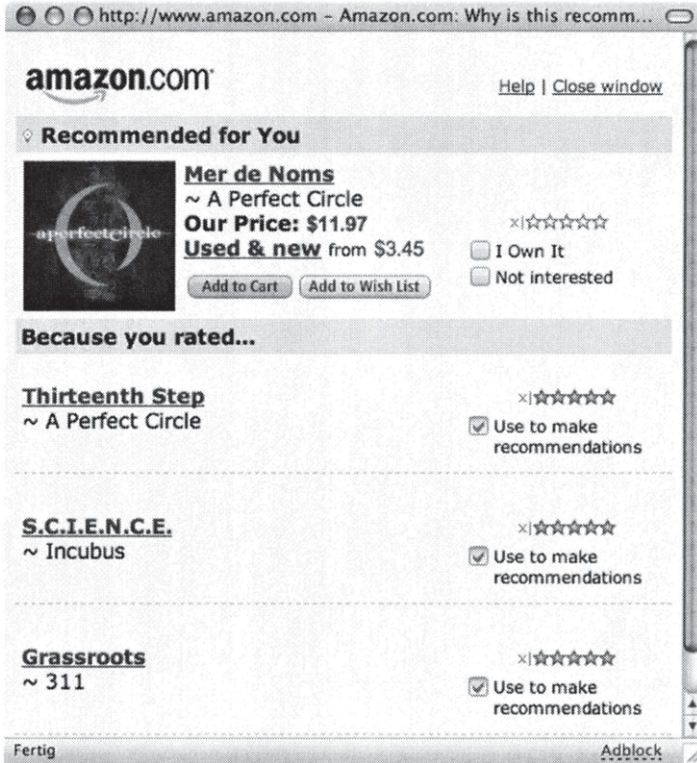 http://www.amazon.com – Amazon.com: Why is this recomm...
amazon.com
Help | Close window
Recommended for You
aperfectcircle
Mer de Noms
~ A Perfect Circle
Our Price: $11.97
Used & new from $3.45
Add to Cart Add to Wish List
x|☆☆☆☆☆
I Own It
Not interested
Because you rated...
Thirteenth Step
~ A Perfect Circle
x|☆☆☆☆☆
Use to make
recommendations
S.C.I.E.N.C.E.
~ Incubus
x|☆☆☆☆☆
Use to make
recommendations
Grassroots
~ 311
x|☆☆☆☆☆
Use to make
recommendations
Fertig
Adblock